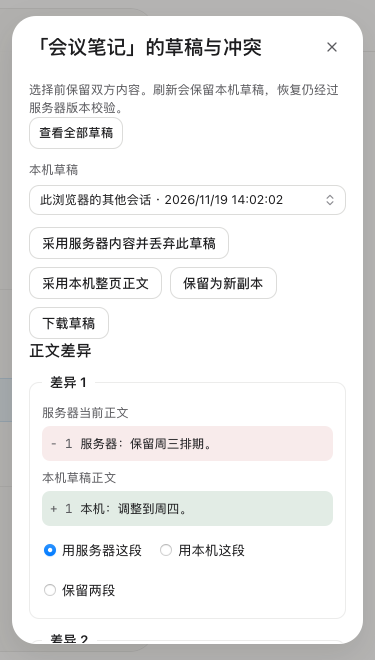 「会议笔记」的草稿与冲突
选择前保留双方内容。刷新会保留本机草稿，恢复仍经过
服务器版本校验。
查看全部草稿
本机草稿
此浏览器的其他会话 · 2026/11/19 14:02:02
采用服务器内容并丢弃此草稿
采用本机整页正文 保留为新副本
下载草稿
正文差异
差异 1
服务器当前正文
- 1 服务器：保留周三排期。
本机草稿正文
+ 1 本机：调整到周四。
用服务器这段 用本机这段
保留两段
差异 2